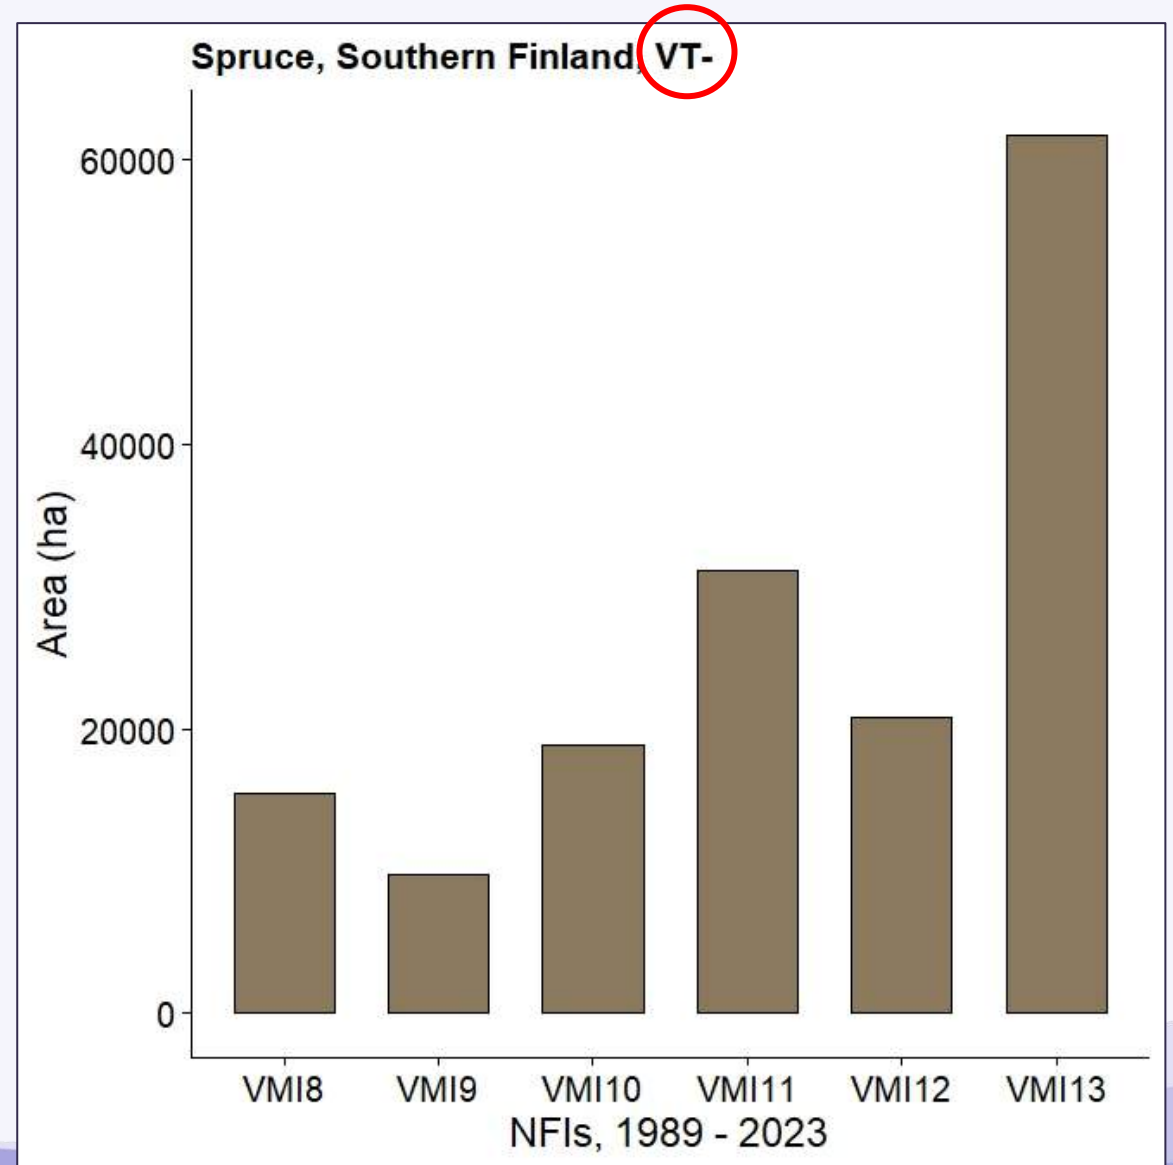 Spruce, Southern Finland, VT-
60000
40000
20000
0
Area (ha)
VMI8 VMI9 VMI10 VMI11 VMI12 VMI13
NFIs, 1989 - 2023